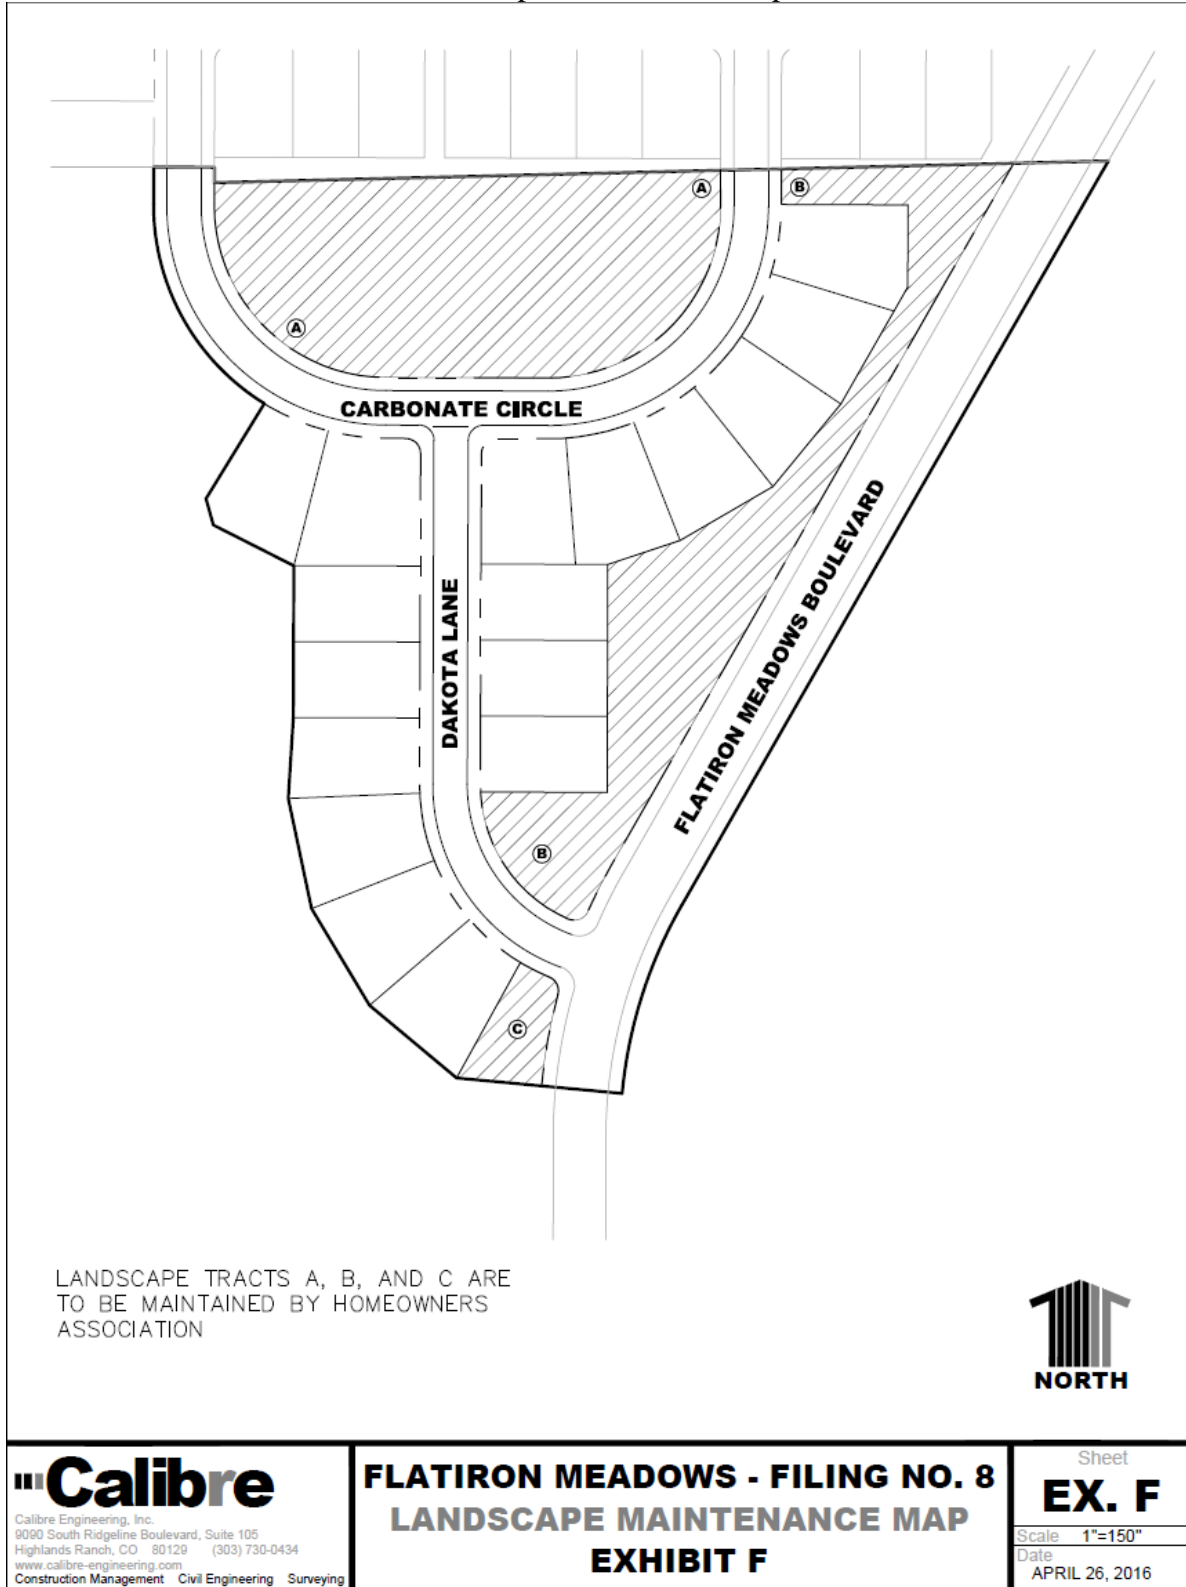 A
B
A
CARBONATE CIRCLE
DAKOTA LANE
FLATIRON MEADOWS BOULEVARD
B
C
LANDSCAPE TRACTS A, B, AND C ARE
TO BE MAINTAINED BY HOMEOWNERS
ASSOCIATION
NORTH
Calibre
Calibre Engineering, Inc.
9090 South Ridgeline Boulevard, Suite 105
Highlands Ranch, CO 80129 (303) 730-0434
www.calibre-engineering.com
Construction Management Civil Engineering Surveying
FLATIRON MEADOWS - FILING NO. 8
LANDSCAPE MAINTENANCE MAP
EXHIBIT F
Sheet
EX. F
Scale 1"=150"
Date
APRIL 26, 2016